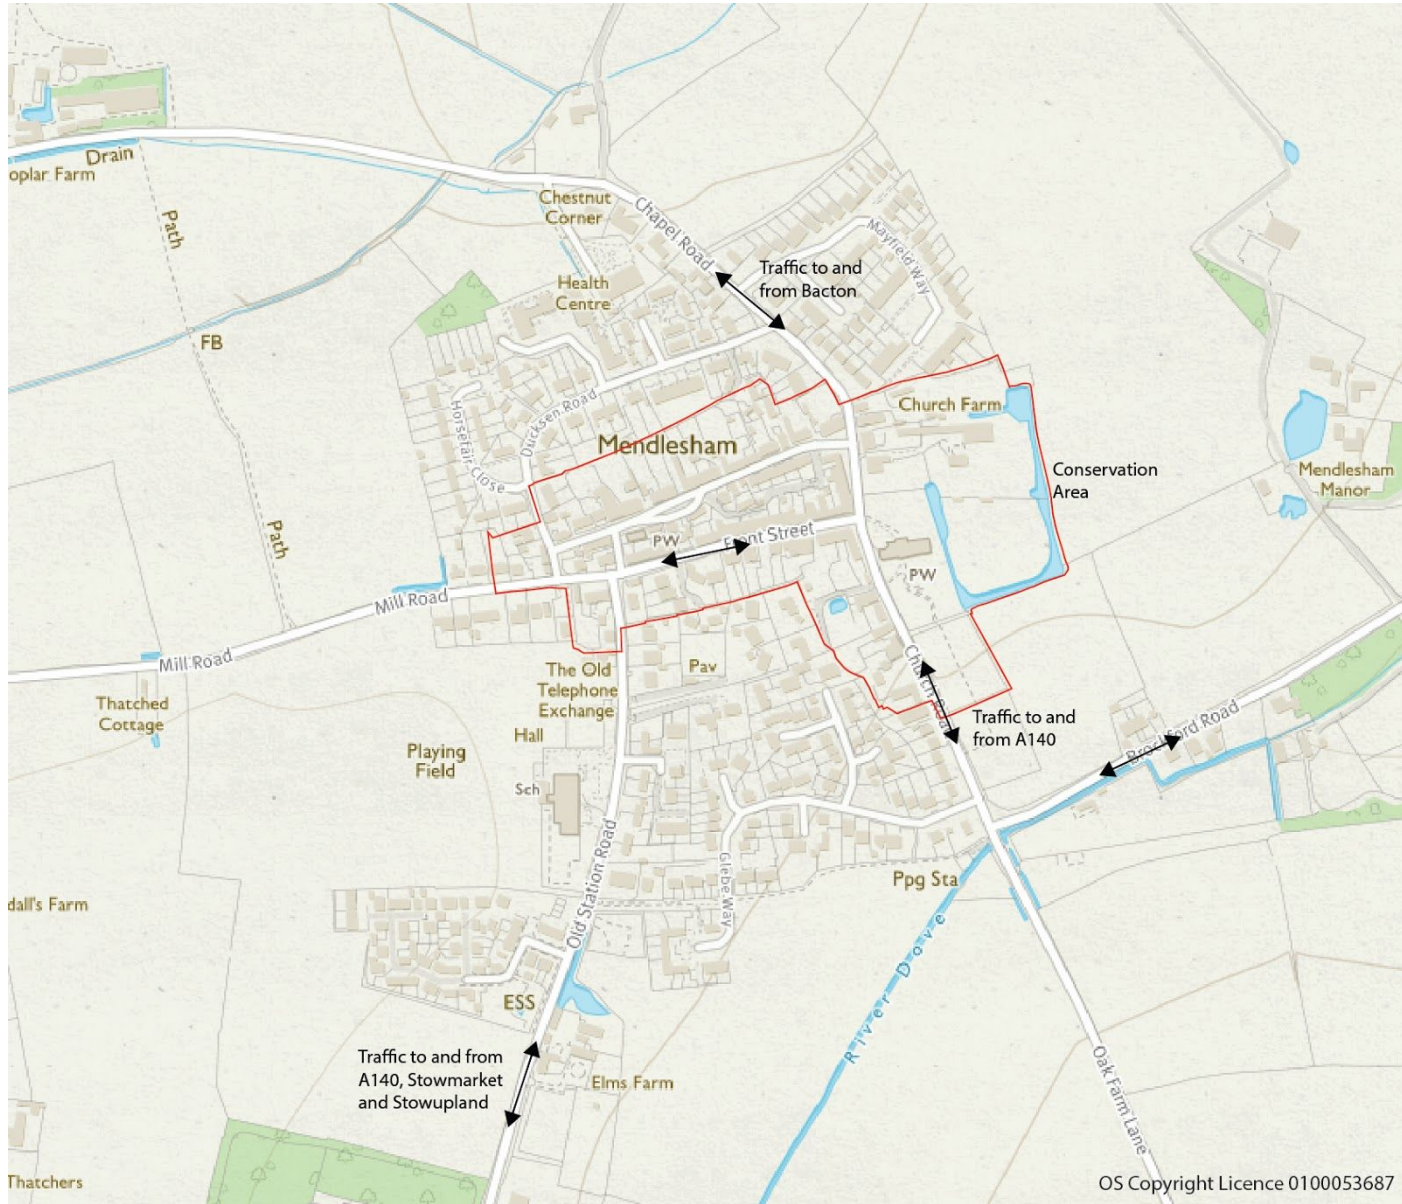 Drain
oplar Farm
Path
Chestnut
Corner
Chapel Road
Mayfield Way
Traffic to and
from Bacton
Health
Centre
FB
Ducksen Road
Horsefair Close
Church Farm
Mendlesham
Conservation
Area
Mendlesham
Manor
Path
PW
Front Street
PW
Mill Road
Mill Road
The Old
Telephone
Exchange
Pav
Church Road
Thatched
Cottage
Traffic to and
from A140
Brockford Road
Hall
Playing
Field
Sch
Old Station Road
Glebe Way
Ppg Sta
dall's Farm
River Dove
ESS
Traffic to and from
A140, Stowmarket
and Stowupland
Elms Farm
Oak Farm Lane
Thatchers
OS Copyright Licence 0100053687